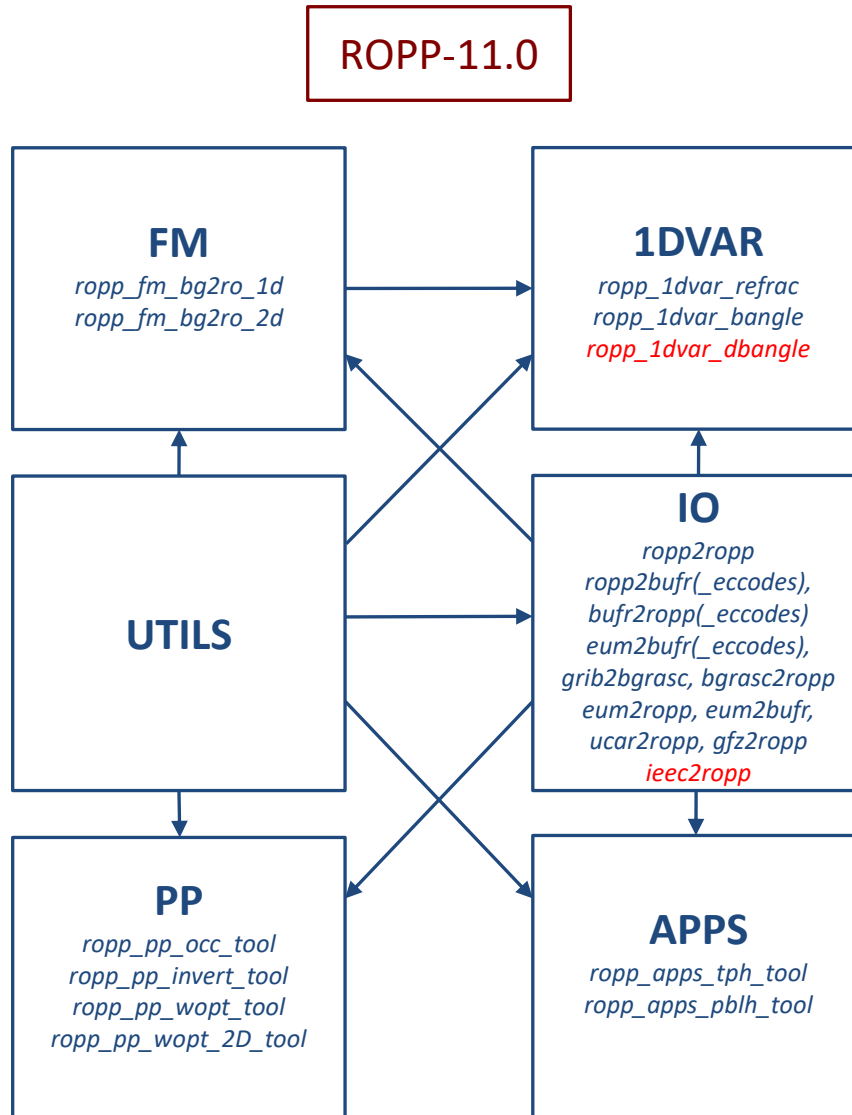 ROPP-11.0
FM
ropp_fm_bg2ro_1d
ropp_fm_bg2ro_2d
1DVAR
ropp_1dvar_refrac
ropp_1dvar_bangle
ropp_1dvar_dbangle
UTILS
IO
ropp2ropp
ropp2bufr(_eccodes),
bufr2ropp(_eccodes)
eum2bufr(_eccodes),
grib2bgrasc, bgrasc2ropp
eum2ropp, eum2bufr,
ucar2ropp, gfz2ropp
ieec2ropp
PP
ropp_pp_occ_tool
ropp_pp_invert_tool
ropp_pp_wopt_tool
ropp_pp_wopt_2D_tool
APPS
ropp_apps_tph_tool
ropp_apps_pblh_tool